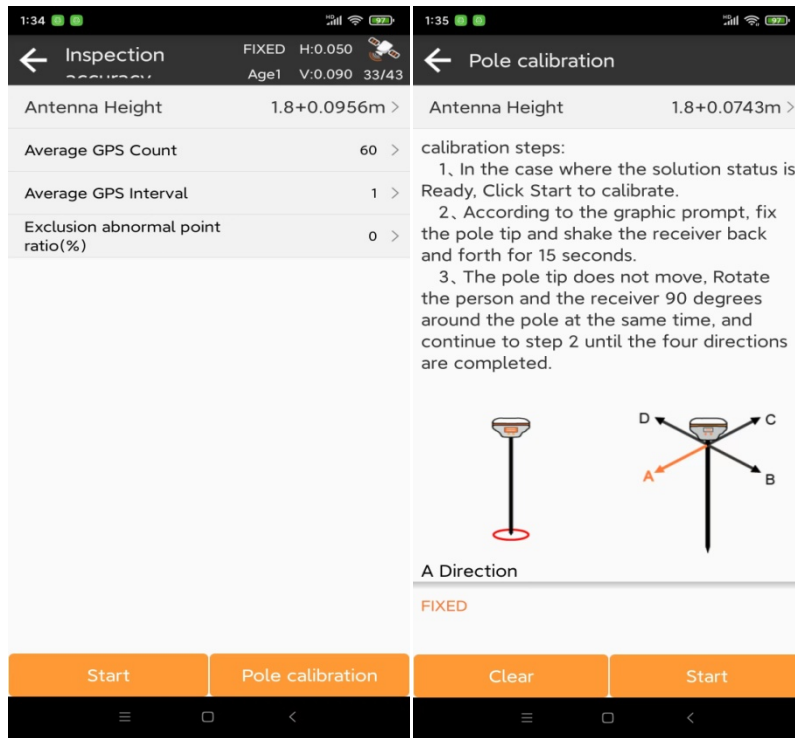 1:34
HD
97
Inspection
accuracy
FIXED H:0.050
Age1 V:0.090 33/43
Antenna Height 1.8+0.0956m >
Average GPS Count 60 >
Average GPS Interval 1 >
Exclusion abnormal point
ratio(%) 0 >
Start Pole calibration
1:35
HD
97
Pole calibration
Antenna Height 1.8+0.0743m >
calibration steps:
1、In the case where the solution status is
Ready, Click Start to calibrate.
2、According to the graphic prompt, fix
the pole tip and shake the receiver back
and forth for 15 seconds.
3、The pole tip does not move, Rotate
the person and the receiver 90 degrees
around the pole at the same time, and
continue to step 2 until the four directions
are completed.
D C
A B
A Direction
FIXED
Clear Start